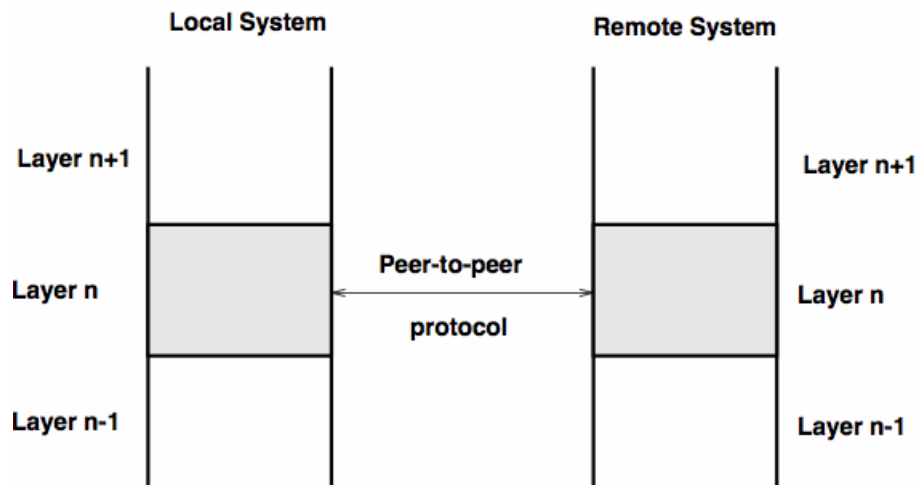 Local System
Remote System
Layer n+1
Layer n+1
Peer-to-peer
Layer n
Layer n
protocol
Layer n-1
Layer n-1